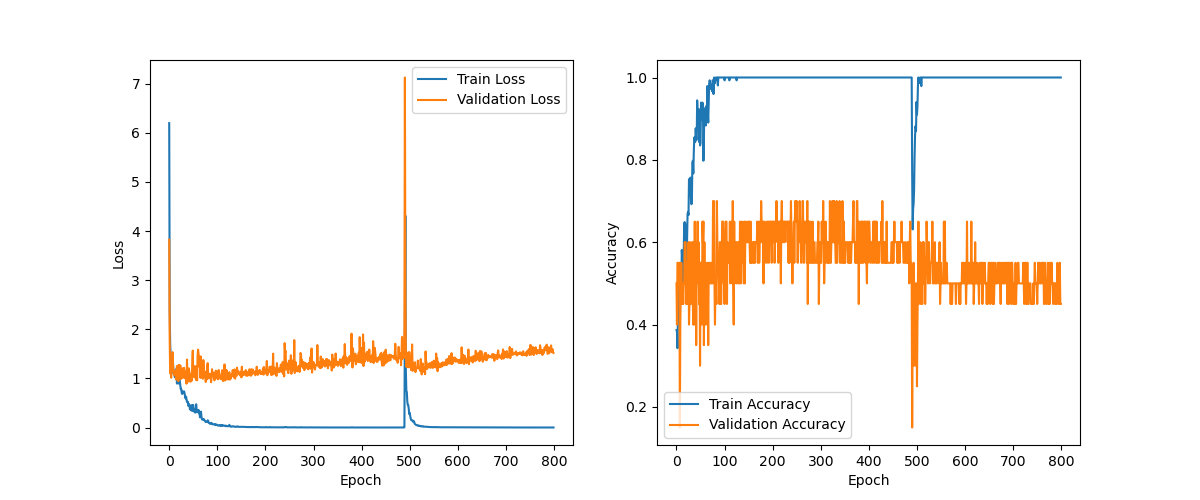 7
6
5
4
3
2
1
0
Loss
Train Loss
Validation Loss
0 100 200 300 400 500 600 700 800
Epoch
1.0
0.8
0.6
0.4
0.2
Accuracy
Train Accuracy
Validation Accuracy
0 100 200 300 400 500 600 700 800
Epoch